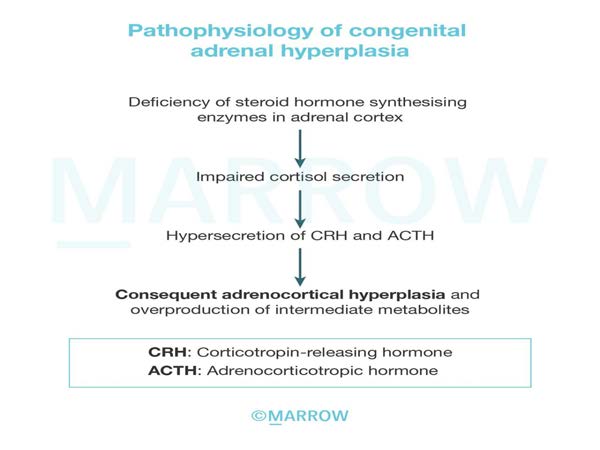 Pathophysiology of congenital
adrenal hyperplasia
Deficiency of steroid hormone synthesising
enzymes in adrenal cortex
Impaired cortisol secretion
MARROW
Hypersecretion of CRH and ACTH
Consequent adrenocortical hyperplasia and
overproduction of intermediate metabolites
CRH: Corticotropin-releasing hormone
ACTH: Adrenocorticotropic hormone
©MARROW